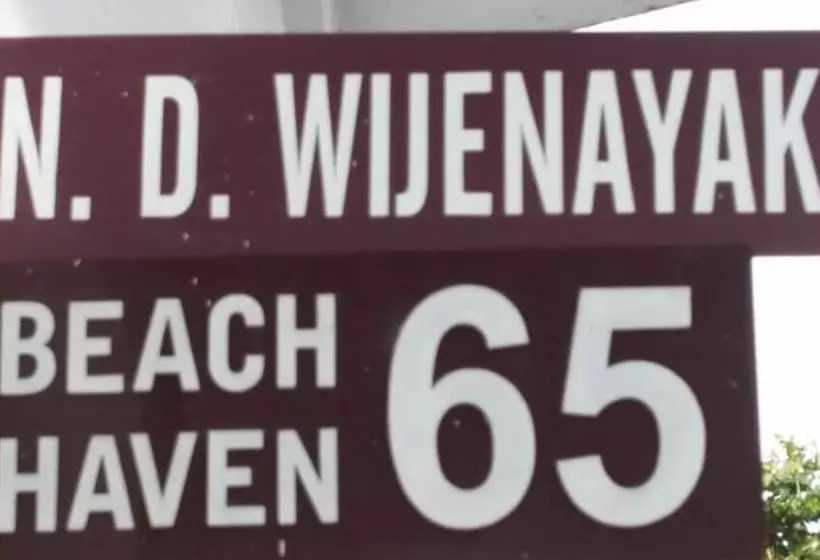 N. D. WIJENAYAK
BEACH
HAVEN 65